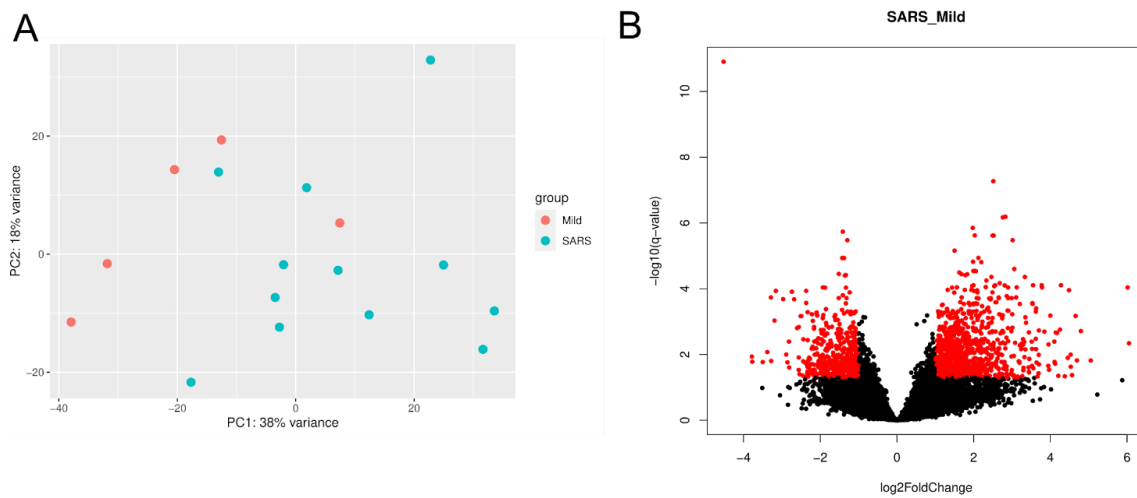 A
20
0
−20
−40
−20
0
20
PC2: 18% variance
PC1: 38% variance
group
Mild
SARS
B
SARS_Mild
10
8
6
4
2
0
−4
−2
0
2
4
6
−log10(q−value)
log2FoldChange